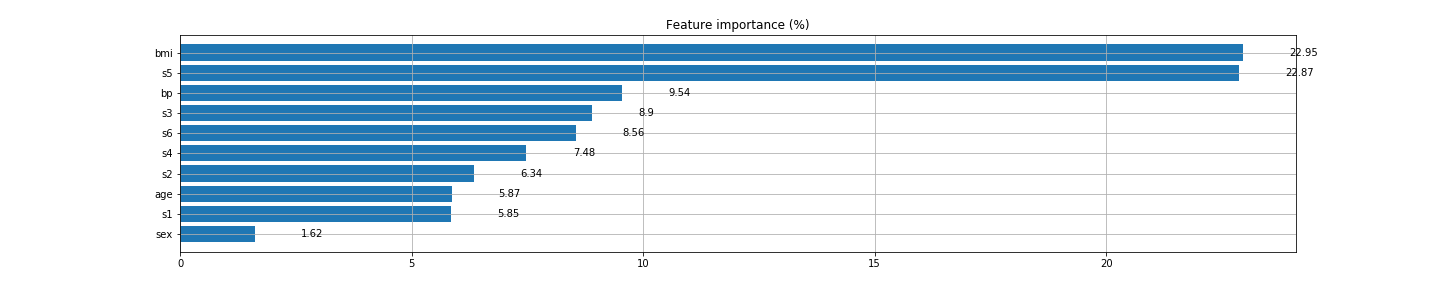 Feature importance (%)
bmi 22.95
s5 22.87
bp 9.54
s3 8.9
s6 8.56
s4 7.48
s2 6.34
age 5.87
s1 5.85
sex 1.62
0 5 10 15 20